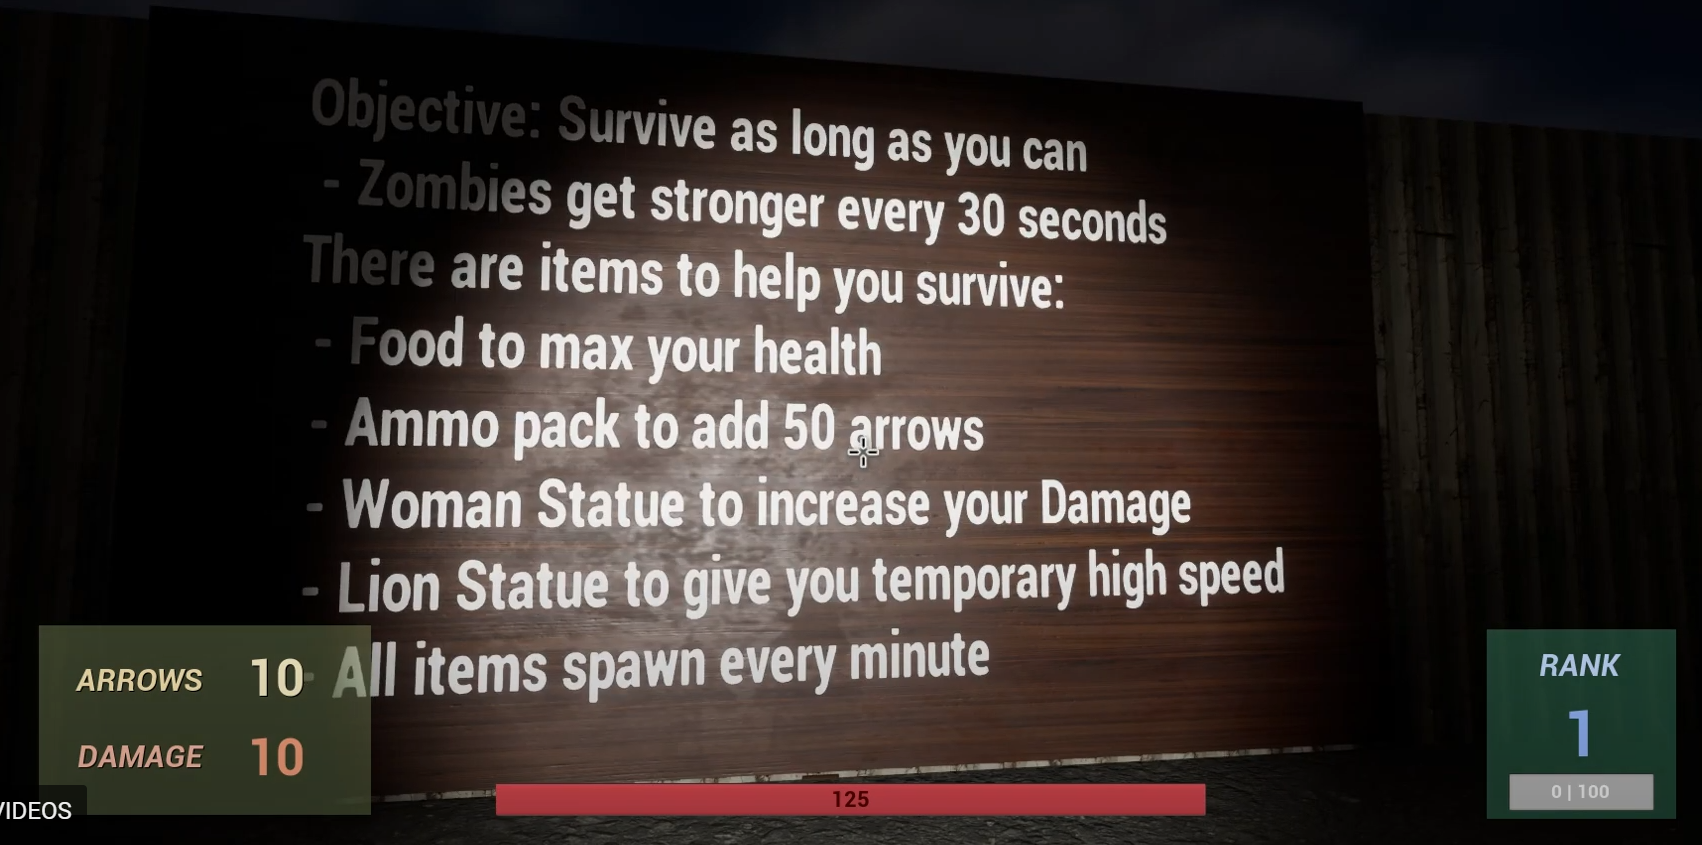 Objective: Survive as long as you can
- Zombies get stronger every 30 seconds
There are items to help you survive:
- Food to max your health
- Ammo pack to add 50 arrows
- Woman Statue to increase your Damage
- Lion Statue to give you temporary high speed
- All items spawn every minute
ARROWS 10
DAMAGE 10
RANK
1
0 | 100
125
VIDEOS